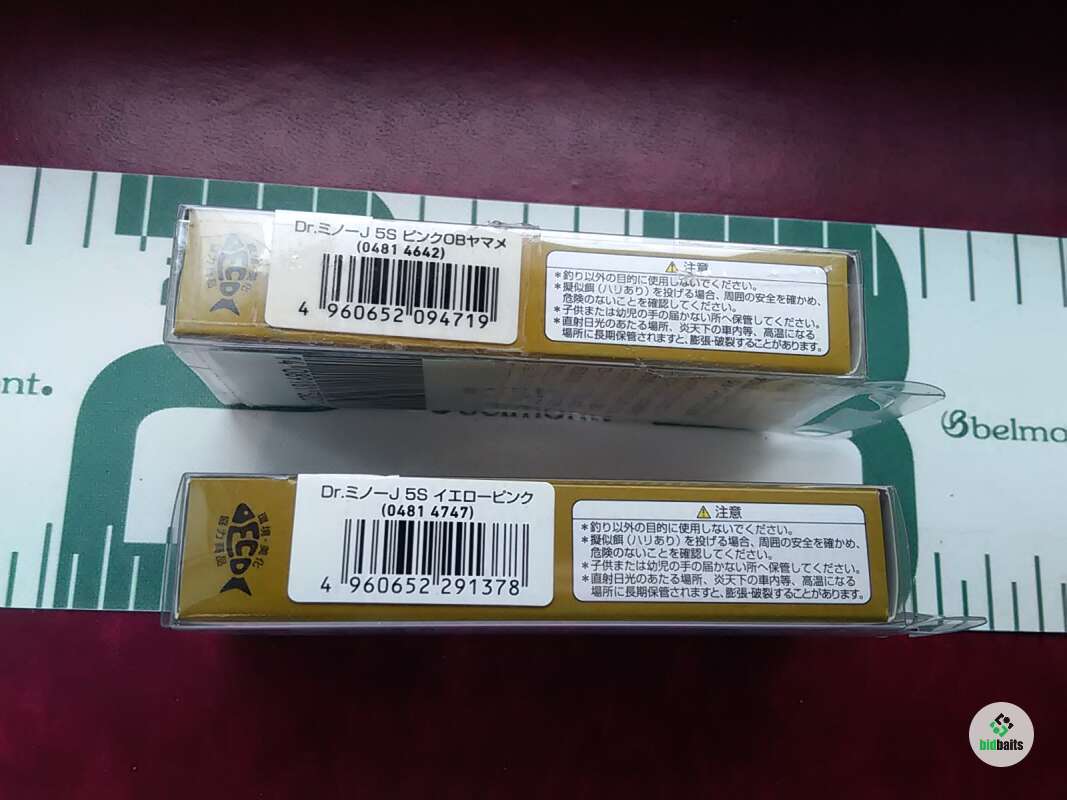 Dr.ミノーJ 5S ピンクOBヤマメ
(0481 4642)
4 960652 094719
⚠ 注意
*釣り以外の目的に使用しないでください。
*擬似餌(ハリあり)を投げる場合、周囲の安全を確かめ、
危険のないことを確認してください。
*子供または幼児の手の届かない所へ保管してください。
*直射日光のあたる場所、炎天下の車内等、高温になる
場所に長期保管されますと、膨張・破裂することがあります。
ECO
nt.
belmo
Dr.ミノーJ 5S イエローピンク
(0481 4747)
4 960652 291378
⚠ 注意
*釣り以外の目的に使用しないでください。
*擬似餌(ハリあり)を投げる場合、周囲の安全を確かめ、
危険のないことを確認してください。
*子供または幼児の手の届かない所へ保管してください。
*直射日光のあたる場所、炎天下の車内等、高温になる
場所に長期保管されますと、膨張・破裂することがあります。
環境・美化
ECO
協力商品
bidbaits